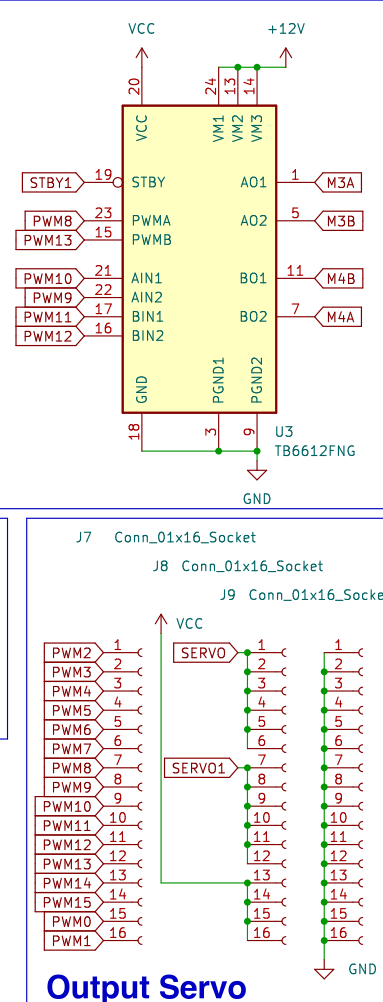 VCC +12V
20 24 13 14
VCC VM1 VM2 VM3
STBY1 19 STBY AO1 1 M3A
PWM8 23 PWMA AO2 5 M3B
PWM13 15 PWMB
PWM10 21 AIN1 BO1 11 M4B
PWM9 22 AIN2
PWM11 17 BIN1 BO2 7 M4A
PWM12 16 BIN2
GND PGND1 PGND2
18 3 9
U3
TB6612FNG
GND
J7 Conn_01x16_Socket
J8 Conn_01x16_Socket
J9 Conn_01x16_Socke
VCC
PWM2 1 SERVO 1 1
PWM3 2 2 2
PWM4 3 3 3
PWM5 4 4 4
PWM6 5 5 5
PWM7 6 6 6
PWM8 7 SERVO1 7 7
PWM9 8 8 8
PWM10 9 9 9
PWM11 10 10 10
PWM12 11 11 11
PWM13 12 12 12
PWM14 13 13 13
PWM15 14 14 14
PWM0 15 15 15
PWM1 16 16 16
GND
Output Servo